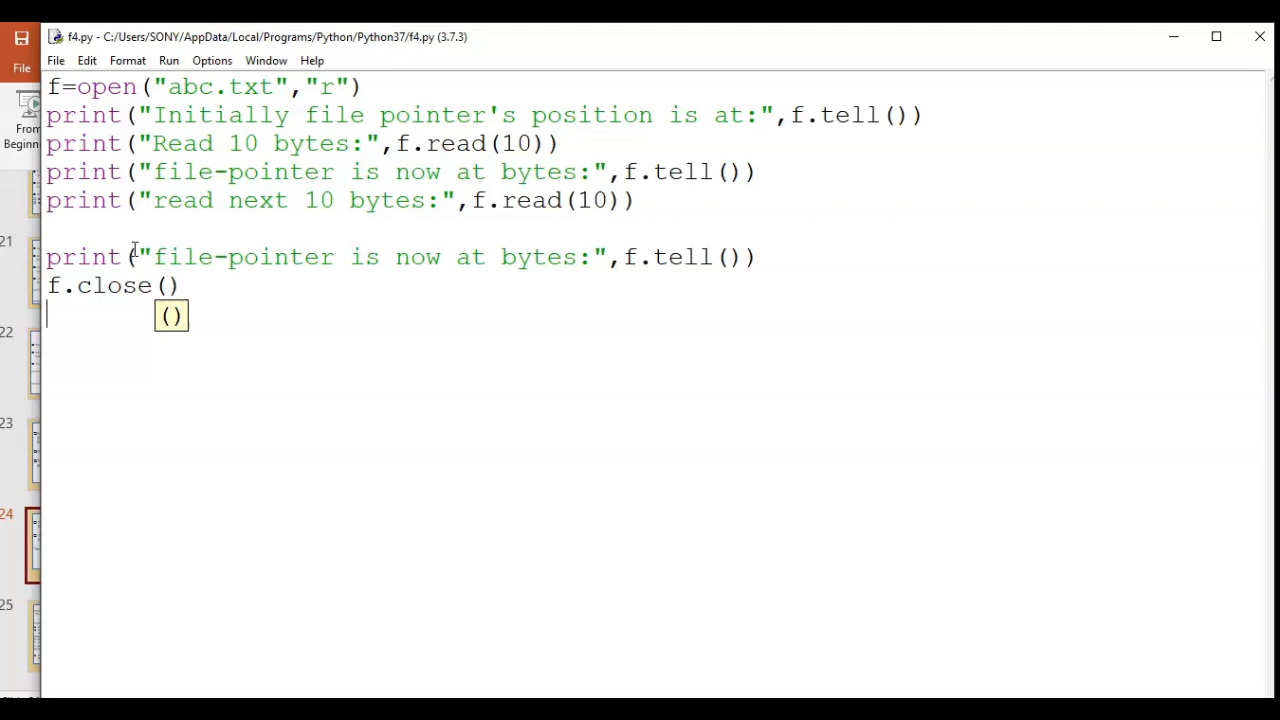 f4.py - C:/Users/SONY/AppData/Local/Programs/Python/Python37/f4.py (3.7.3)
File
File Edit Format Run Options Window Help
f=open("abc.txt","r")
print("Initially file pointer's position is at:",f.tell())
From
Beginn
print("Read 10 bytes:",f.read(10))
print("file-pointer is now at bytes:",f.tell())
print("read next 10 bytes:",f.read(10))
21
print("file-pointer is now at bytes:",f.tell())
f.close()
()
22
23
24
25